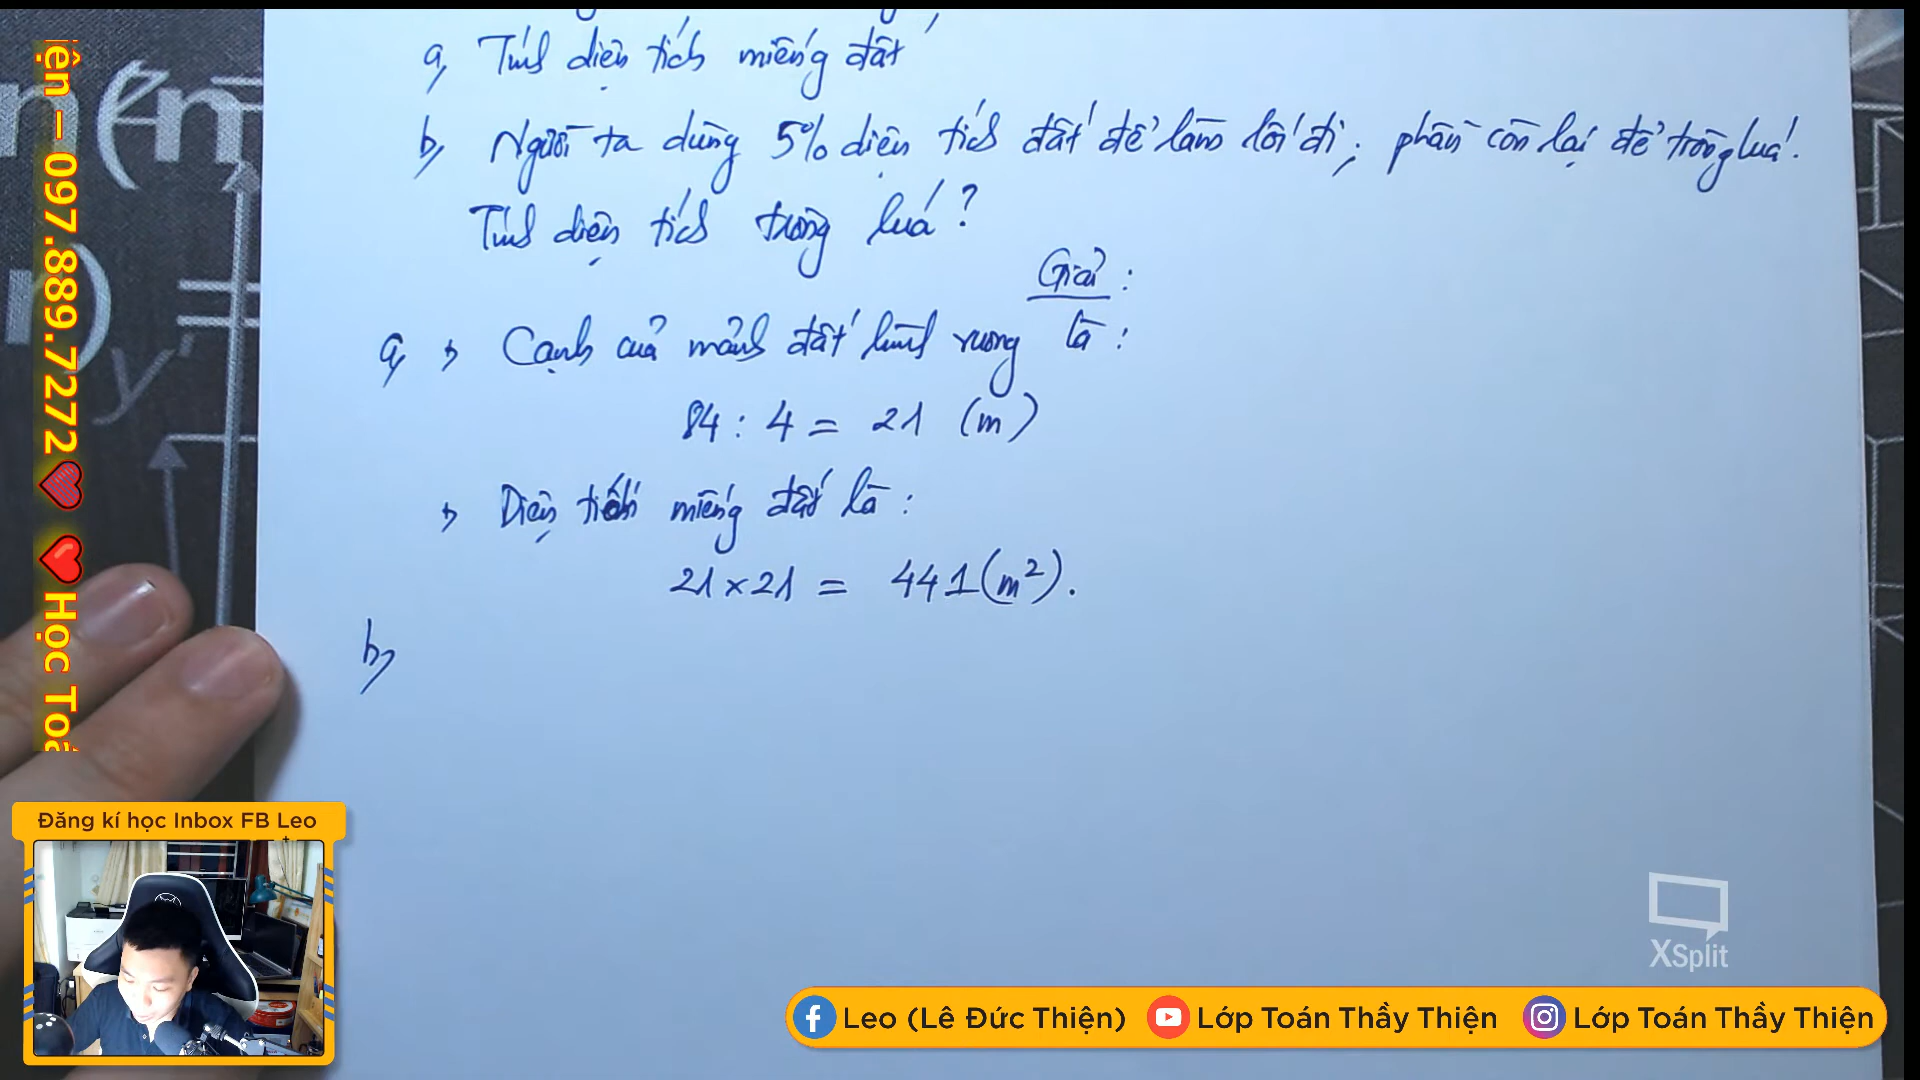 a, Tính diện tích miếng đất
b, Người ta dùng 5% diện tích đất để làm lối đi, phần còn lại để trồng lúa.
Tính diện tích trồng lúa?
Giải:
a, Cạnh của mảnh đất hình vuông là:
84 : 4 = 21 (m)
Diện tích miếng đất là:
21 x 21 = 441 (m²).
b,
iện – 097.889.7272 ❤ ❤ Học Toá
Đăng kí học Inbox FB Leo
XSplit
Leo (Lê Đức Thiện) Lớp Toán Thầy Thiện Lớp Toán Thầy Thiện